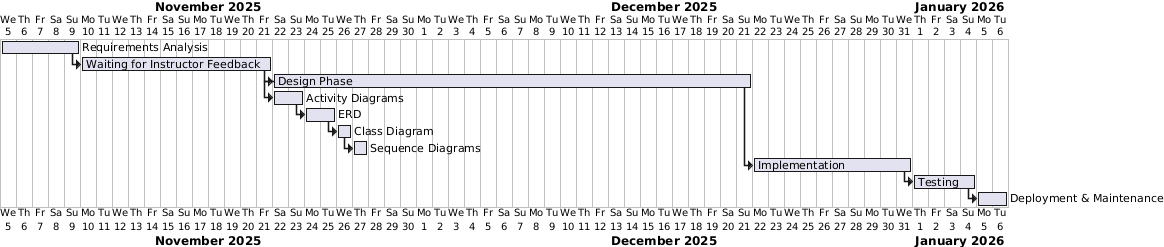 November 2025 December 2025 January 2026
We Th Fr Sa Su Mo Tu We Th Fr Sa Su Mo Tu We Th Fr Sa Su Mo Tu We Th Fr Sa Su Mo Tu We Th Fr Sa Su Mo Tu We Th Fr Sa Su Mo Tu We Th Fr Sa Su Mo Tu We Th Fr Sa Su Mo Tu We Th Fr Sa Su Mo Tu
5 6 7 8 9 10 11 12 13 14 15 16 17 18 19 20 21 22 23 24 25 26 27 28 29 30 1 2 3 4 5 6 7 8 9 10 11 12 13 14 15 16 17 18 19 20 21 22 23 24 25 26 27 28 29 30 31 1 2 3 4 5 6
Requirements Analysis
Waiting for Instructor Feedback
Design Phase
Activity Diagrams
ERD
Class Diagram
Sequence Diagrams
Implementation
Testing
Deployment & Maintenance
We Th Fr Sa Su Mo Tu We Th Fr Sa Su Mo Tu We Th Fr Sa Su Mo Tu We Th Fr Sa Su Mo Tu We Th Fr Sa Su Mo Tu We Th Fr Sa Su Mo Tu We Th Fr Sa Su Mo Tu We Th Fr Sa Su Mo Tu We Th Fr Sa Su Mo Tu
5 6 7 8 9 10 11 12 13 14 15 16 17 18 19 20 21 22 23 24 25 26 27 28 29 30 1 2 3 4 5 6 7 8 9 10 11 12 13 14 15 16 17 18 19 20 21 22 23 24 25 26 27 28 29 30 31 1 2 3 4 5 6
November 2025 December 2025 January 2026